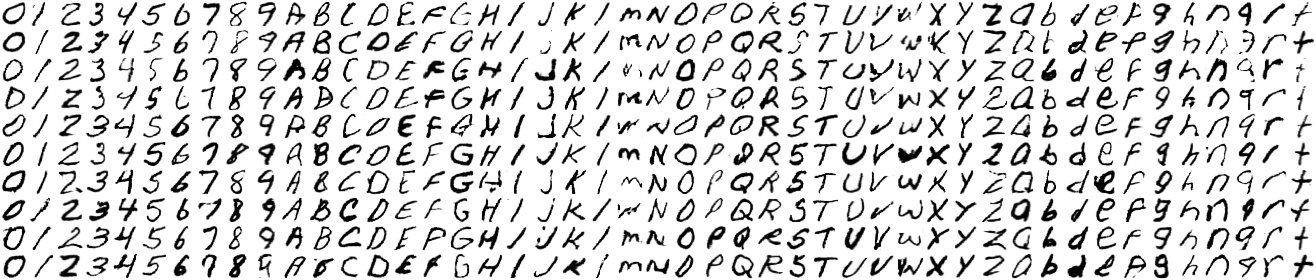 0 1 2 3 4 5 6 7 8 9 A B C D E F G H I J K l m N O P Q R S T U V w X Y Z a b d e f g h n q r t
0 1 2 3 4 5 6 7 8 9 A B C D E F G H I j K l m N O P Q R S T U V w X Y Z a b d e f g h n q r t
0 1 2 3 4 5 6 7 8 9 A B C D E F G H I J K l m N O P Q R S T U V W X Y Z a b d e f g h n q r t
0 1 2 3 4 5 6 7 8 9 A B C D E F G H I J K l m N O P Q R S T U V w X Y Z a b d e f g h n q r t
0 1 2 3 4 5 6 7 8 9 A B C D E F G H I J K l m N O P Q R S T U V w X Y Z a b d e f g h n q r t
0 1 2 3 4 5 6 7 8 9 A B C D E F G H I J K l m N O P Q R S T U V w X Y Z a b d e f g h n q r t
0 1 2 3 4 5 6 7 8 9 A B C D E F G H I j K l m N O P Q R S T U V w X Y Z a b d e f g h n q r t
0 1 2 3 4 5 6 7 8 9 A B C D E F G H I j K l m N O P Q R S T U V w X Y Z a b d e f g h n q r t
0 1 2 3 4 5 6 7 8 9 A B C D E F G H I J K l m N O P Q R S T U V w X Y Z a b d e f g h n q r t
0 1 2 3 4 5 6 7 8 9 A B C D E F G H I J K l m N O P Q R S T U V w X Y Z a b d e f g h n q r t